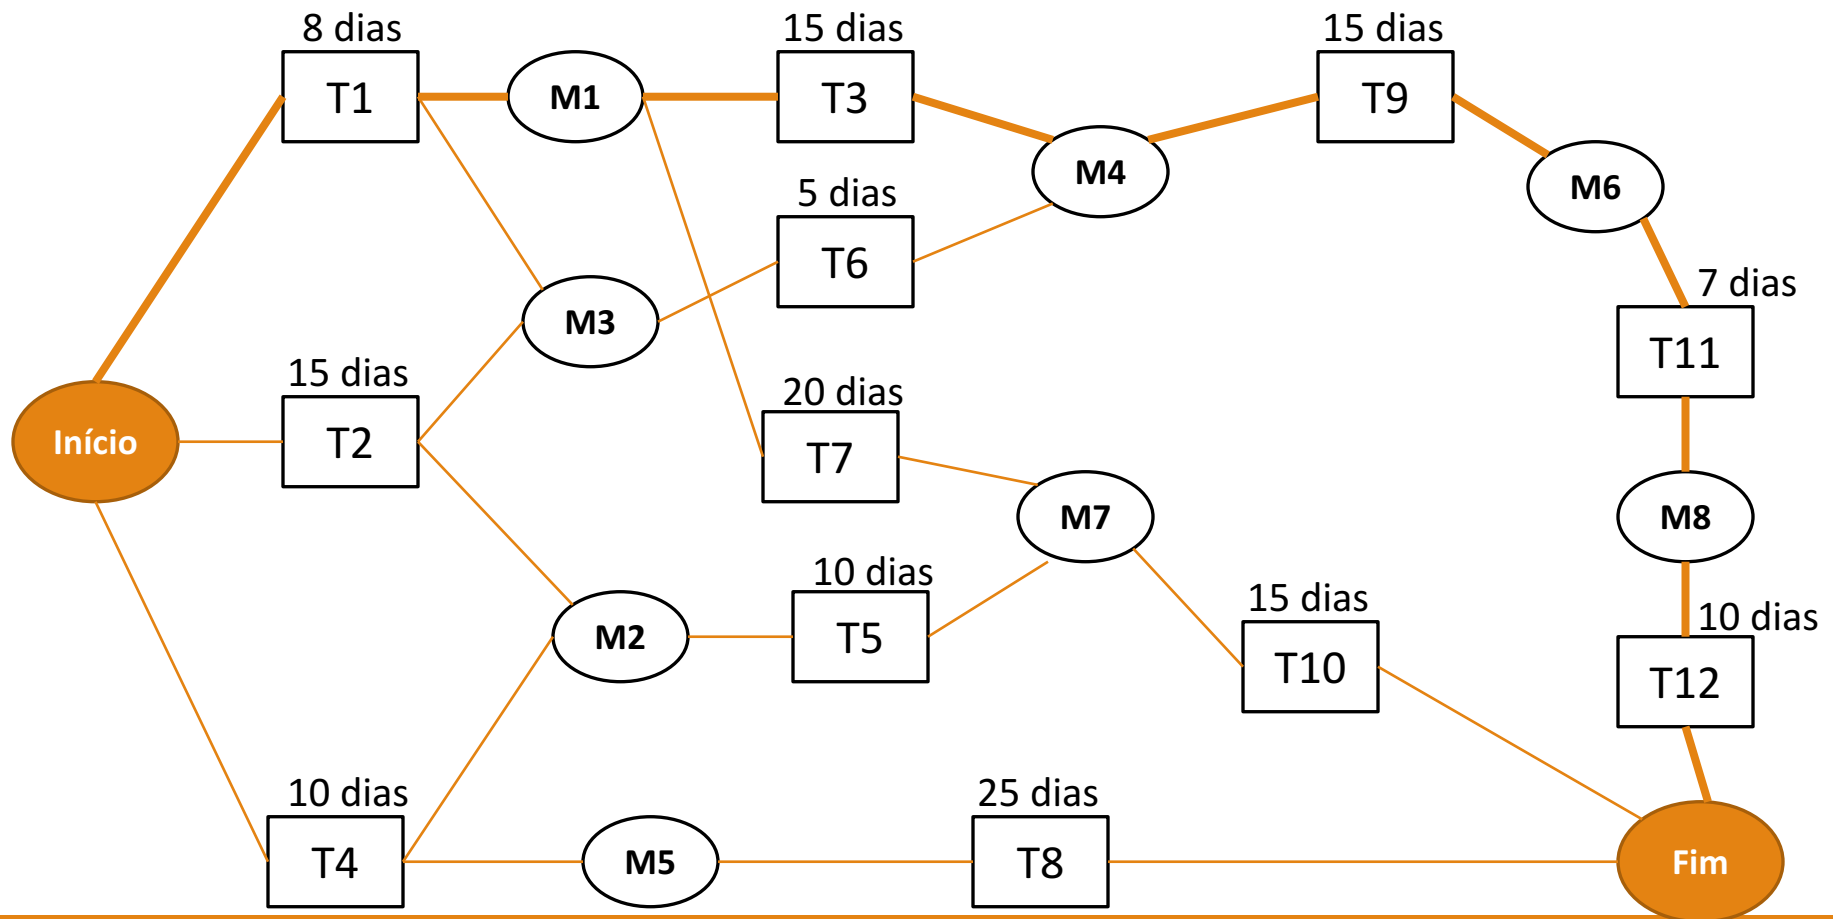 8 dias
15 dias
15 dias
T1
M1
T3
T9
M4
M6
5 dias
T6
7 dias
M3
T11
15 dias
20 dias
Início
T2
T7
M7
M8
10 dias
15 dias
10 dias
M2
T5
T10
T12
10 dias
25 dias
T4
M5
T8
Fim